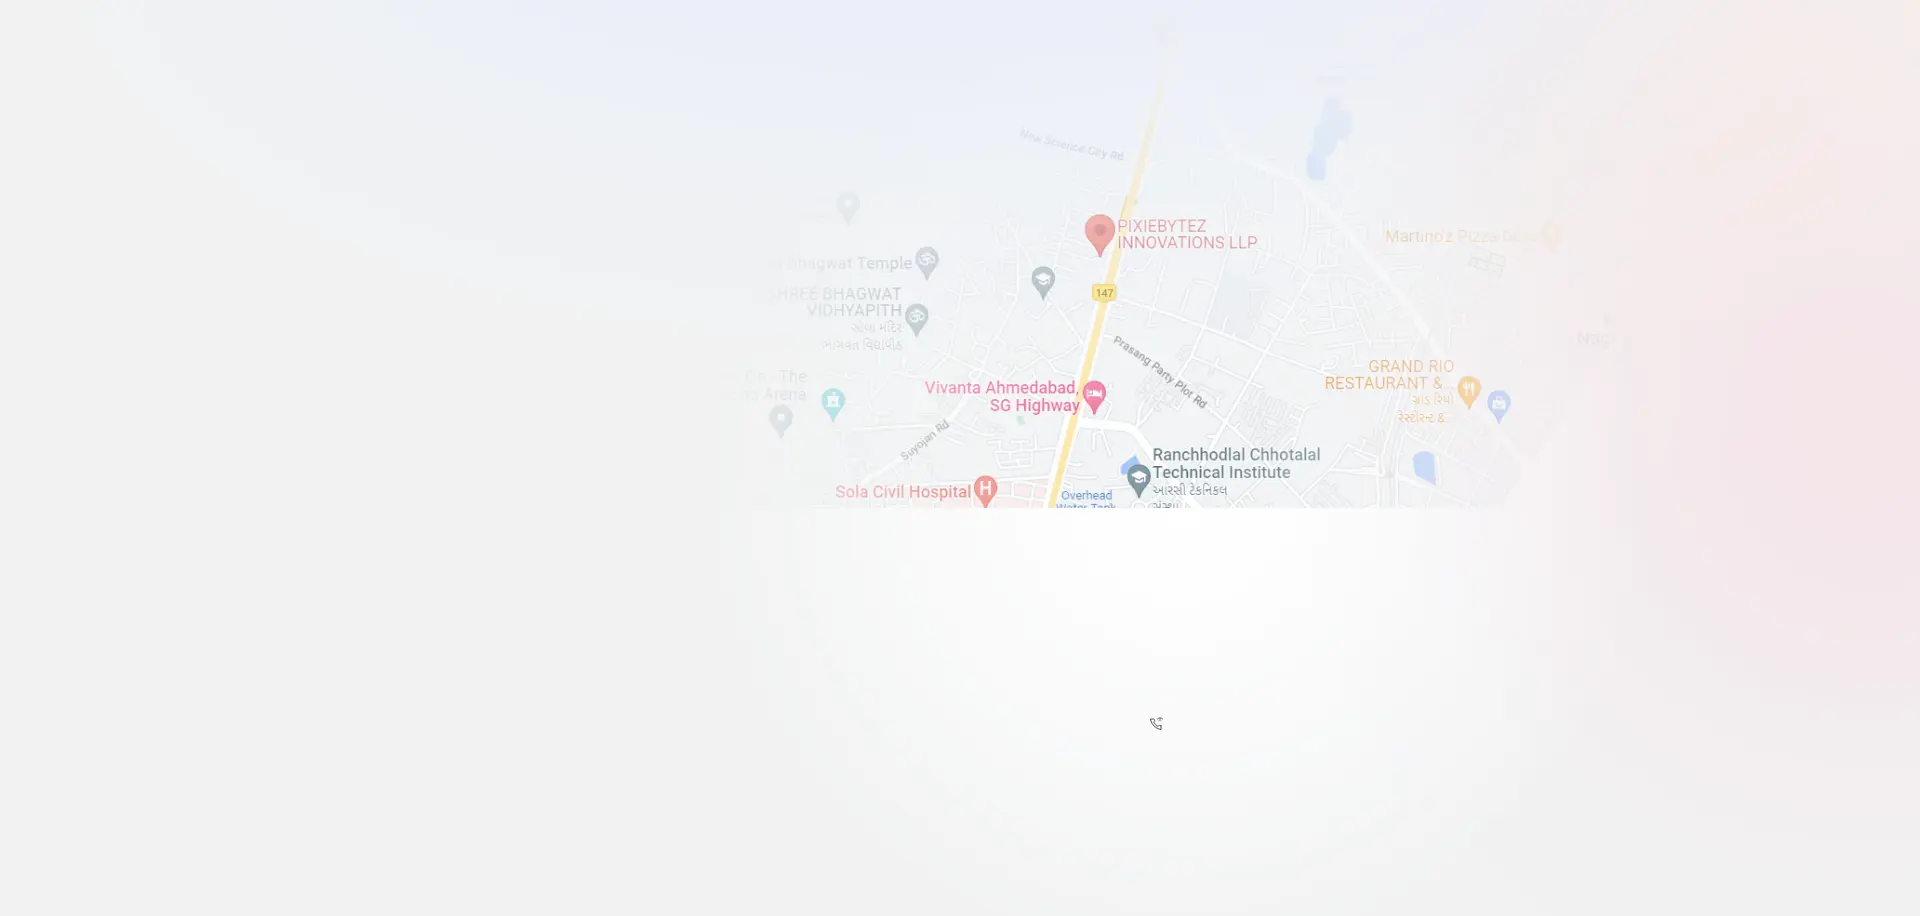 New Science City Rd
PIXIEBYTEZ
INNOVATIONS LLP
Martino'z Pizza
Bhagwat Temple
SHREE BHAGWAT
VIDHYAPITH
સોલા મંદિર
ભાગવત વિદ્યાપીઠ
147
Prasang Party Plot Rd
GRAND RIO
RESTAURANT &...
ગ્રાંડ રિયો
રેસ્ટોરન્ટ &...
The
Arena
Vivanta Ahmedabad,
SG Highway
Suyojan Rd
Ranchhodlal Chhotalal
Technical Institute
આરસી ટેકનિકલ
સંસ્થા
Sola Civil Hospital
H
Overhead
Water Tank